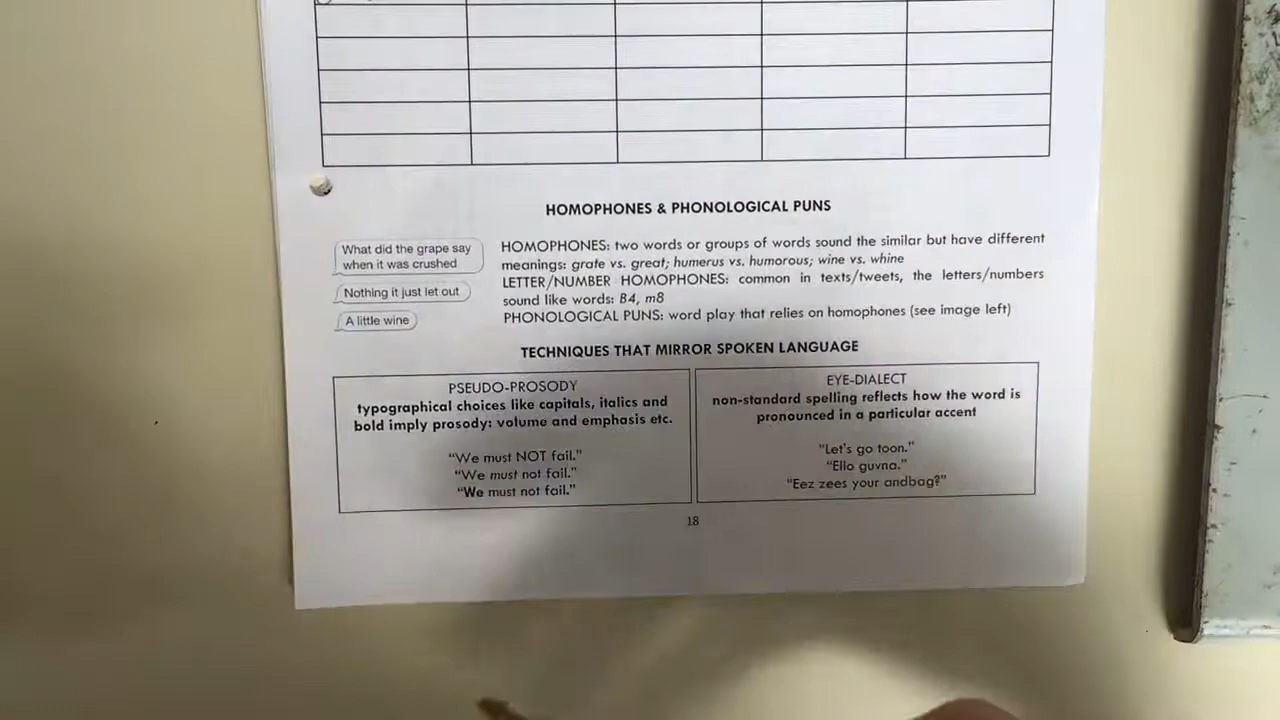 HOMOPHONES & PHONOLOGICAL PUNS
What did the grape say
when it was crushed
Nothing it just let out
A little wine
HOMOPHONES: two words or groups of words sound the similar but have different
meanings: grate vs. great; humerus vs. humorous; wine vs. whine
LETTER/NUMBER HOMOPHONES: common in texts/tweets, the letters/numbers
sound like words: B4, m8
PHONOLOGICAL PUNS: word play that relies on homophones (see image left)
TECHNIQUES THAT MIRROR SPOKEN LANGUAGE
PSEUDO-PROSODY
typographical choices like capitals, italics and
bold imply prosody: volume and emphasis etc.
“We must NOT fail.”
“We must not fail.”
“We must not fail.”
EYE-DIALECT
non-standard spelling reflects how the word is
pronounced in a particular accent
“Let’s go toon.”
“Ello guvna.”
“Eez zees your andbag?”
18